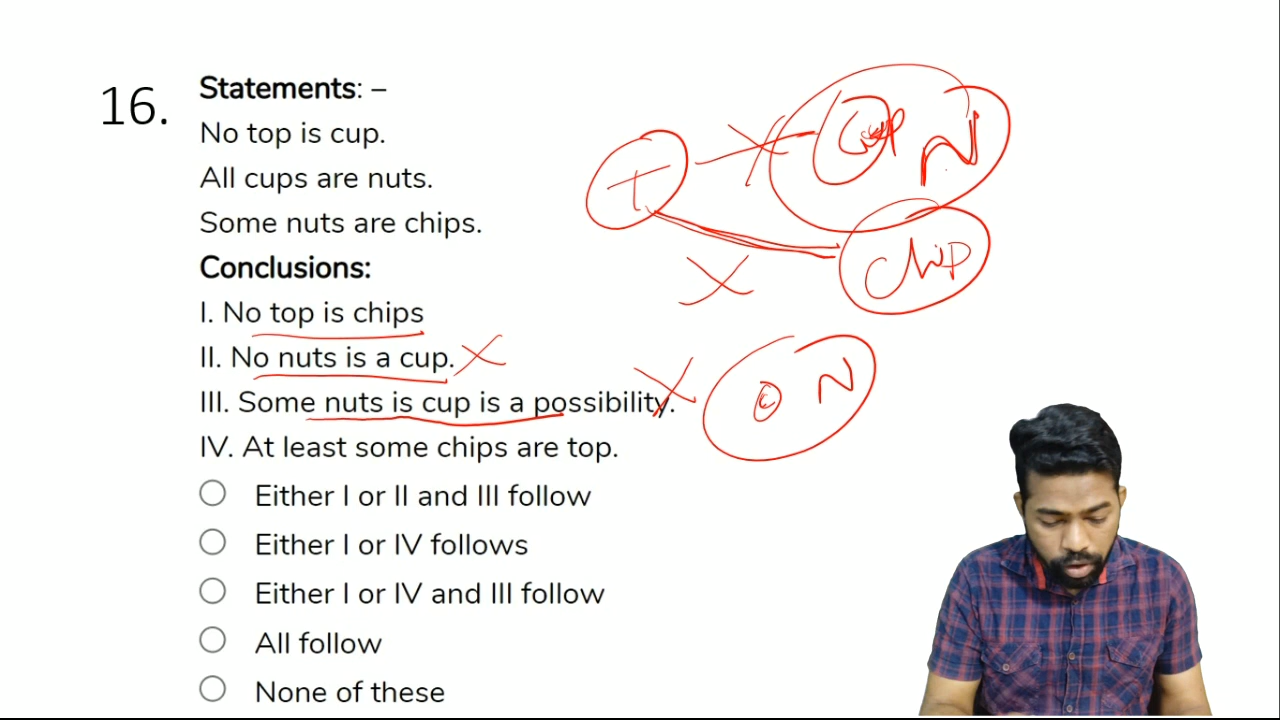 16.
Statements: –
No top is cup.
All cups are nuts.
Some nuts are chips.
Conclusions:
I. No top is chips
II. No nuts is a cup.
III. Some nuts is cup is a possibility.
IV. At least some chips are top.
Either I or II and III follow
Either I or IV follows
Either I or IV and III follow
All follow
None of these
T
Cup
N
Chip
C
N